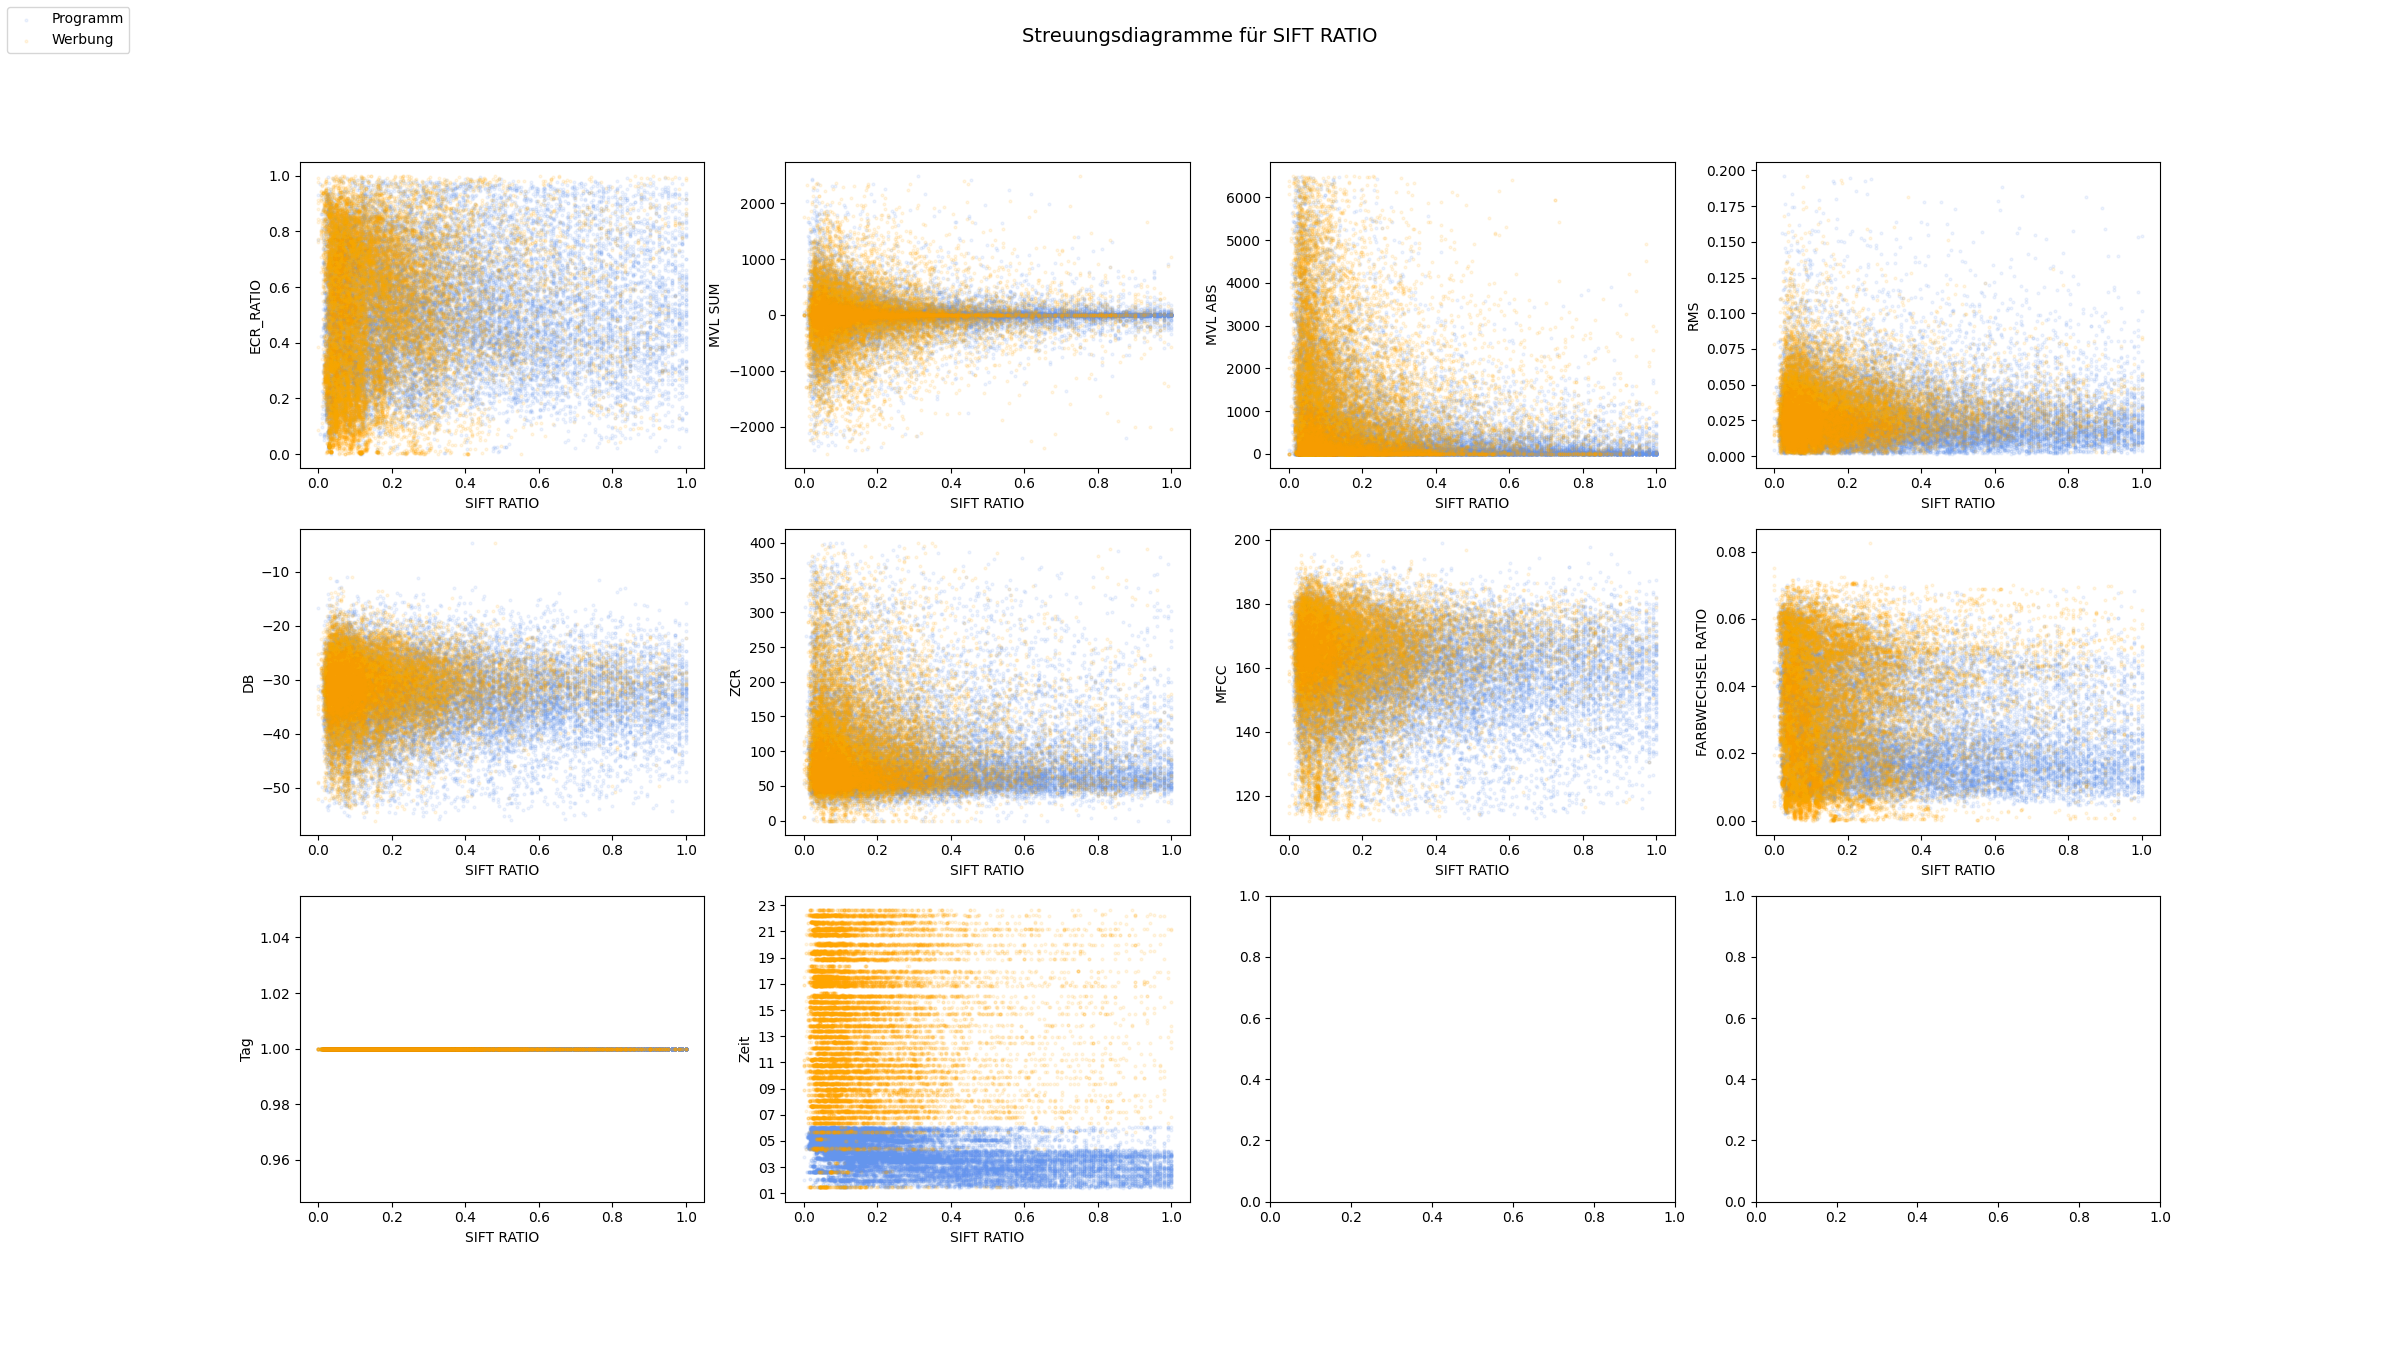 Programm
Werbung
Streuungsdiagramme für SIFT RATIO
1.0
0.8
0.6
0.4
0.2
0.0
ECR_RATIO
0.0 0.2 0.4 0.6 0.8 1.0
SIFT RATIO
2000
1000
0
−1000
−2000
MVL SUM
0.0 0.2 0.4 0.6 0.8 1.0
SIFT RATIO
6000
5000
4000
3000
2000
1000
0
MVL ABS
0.0 0.2 0.4 0.6 0.8 1.0
SIFT RATIO
0.200
0.175
0.150
0.125
0.100
0.075
0.050
0.025
0.000
RMS
0.0 0.2 0.4 0.6 0.8 1.0
SIFT RATIO
−10
−20
−30
−40
−50
DB
0.0 0.2 0.4 0.6 0.8 1.0
SIFT RATIO
400
350
300
250
200
150
100
50
0
ZCR
0.0 0.2 0.4 0.6 0.8 1.0
SIFT RATIO
200
180
160
140
120
MFCC
0.0 0.2 0.4 0.6 0.8 1.0
SIFT RATIO
0.08
0.06
0.04
0.02
0.00
FARBWECHSEL RATIO
0.0 0.2 0.4 0.6 0.8 1.0
SIFT RATIO
1.04
1.02
1.00
0.98
0.96
Tag
0.0 0.2 0.4 0.6 0.8 1.0
SIFT RATIO
23
21
19
17
15
13
11
09
07
05
03
01
Zeit
0.0 0.2 0.4 0.6 0.8 1.0
SIFT RATIO
1.0
0.8
0.6
0.4
0.2
0.0
0.0 0.2 0.4 0.6 0.8 1.0
1.0
0.8
0.6
0.4
0.2
0.0
0.0 0.2 0.4 0.6 0.8 1.0